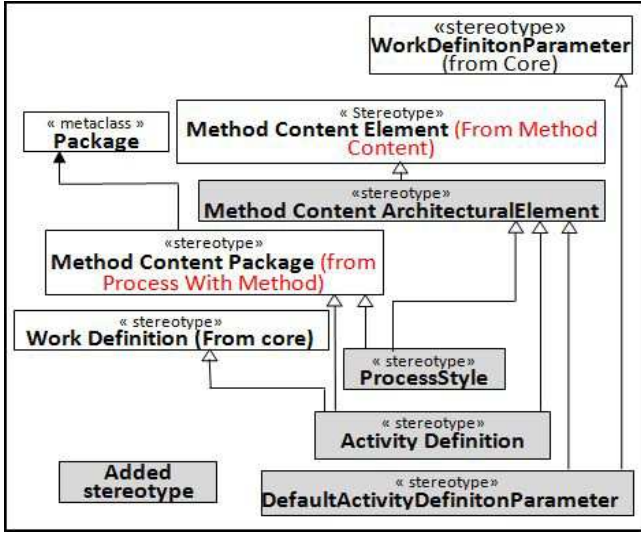 «stereotype»
WorkDefinitonParameter
(from Core)
« Stereotype»
Method Content Element (From Method
Content)
« metaclass »
Package
«stereotype»
Method Content ArchitecturalElement
«stereotype»
Method Content Package (from
Process With Method)
« stereotype»
Work Definition (From core)
« stereotype»
ProcessStyle
« stereotype»
Activity Definition
Added
stereotype
« stereotype»
DefaultActivityDefinitonParameter